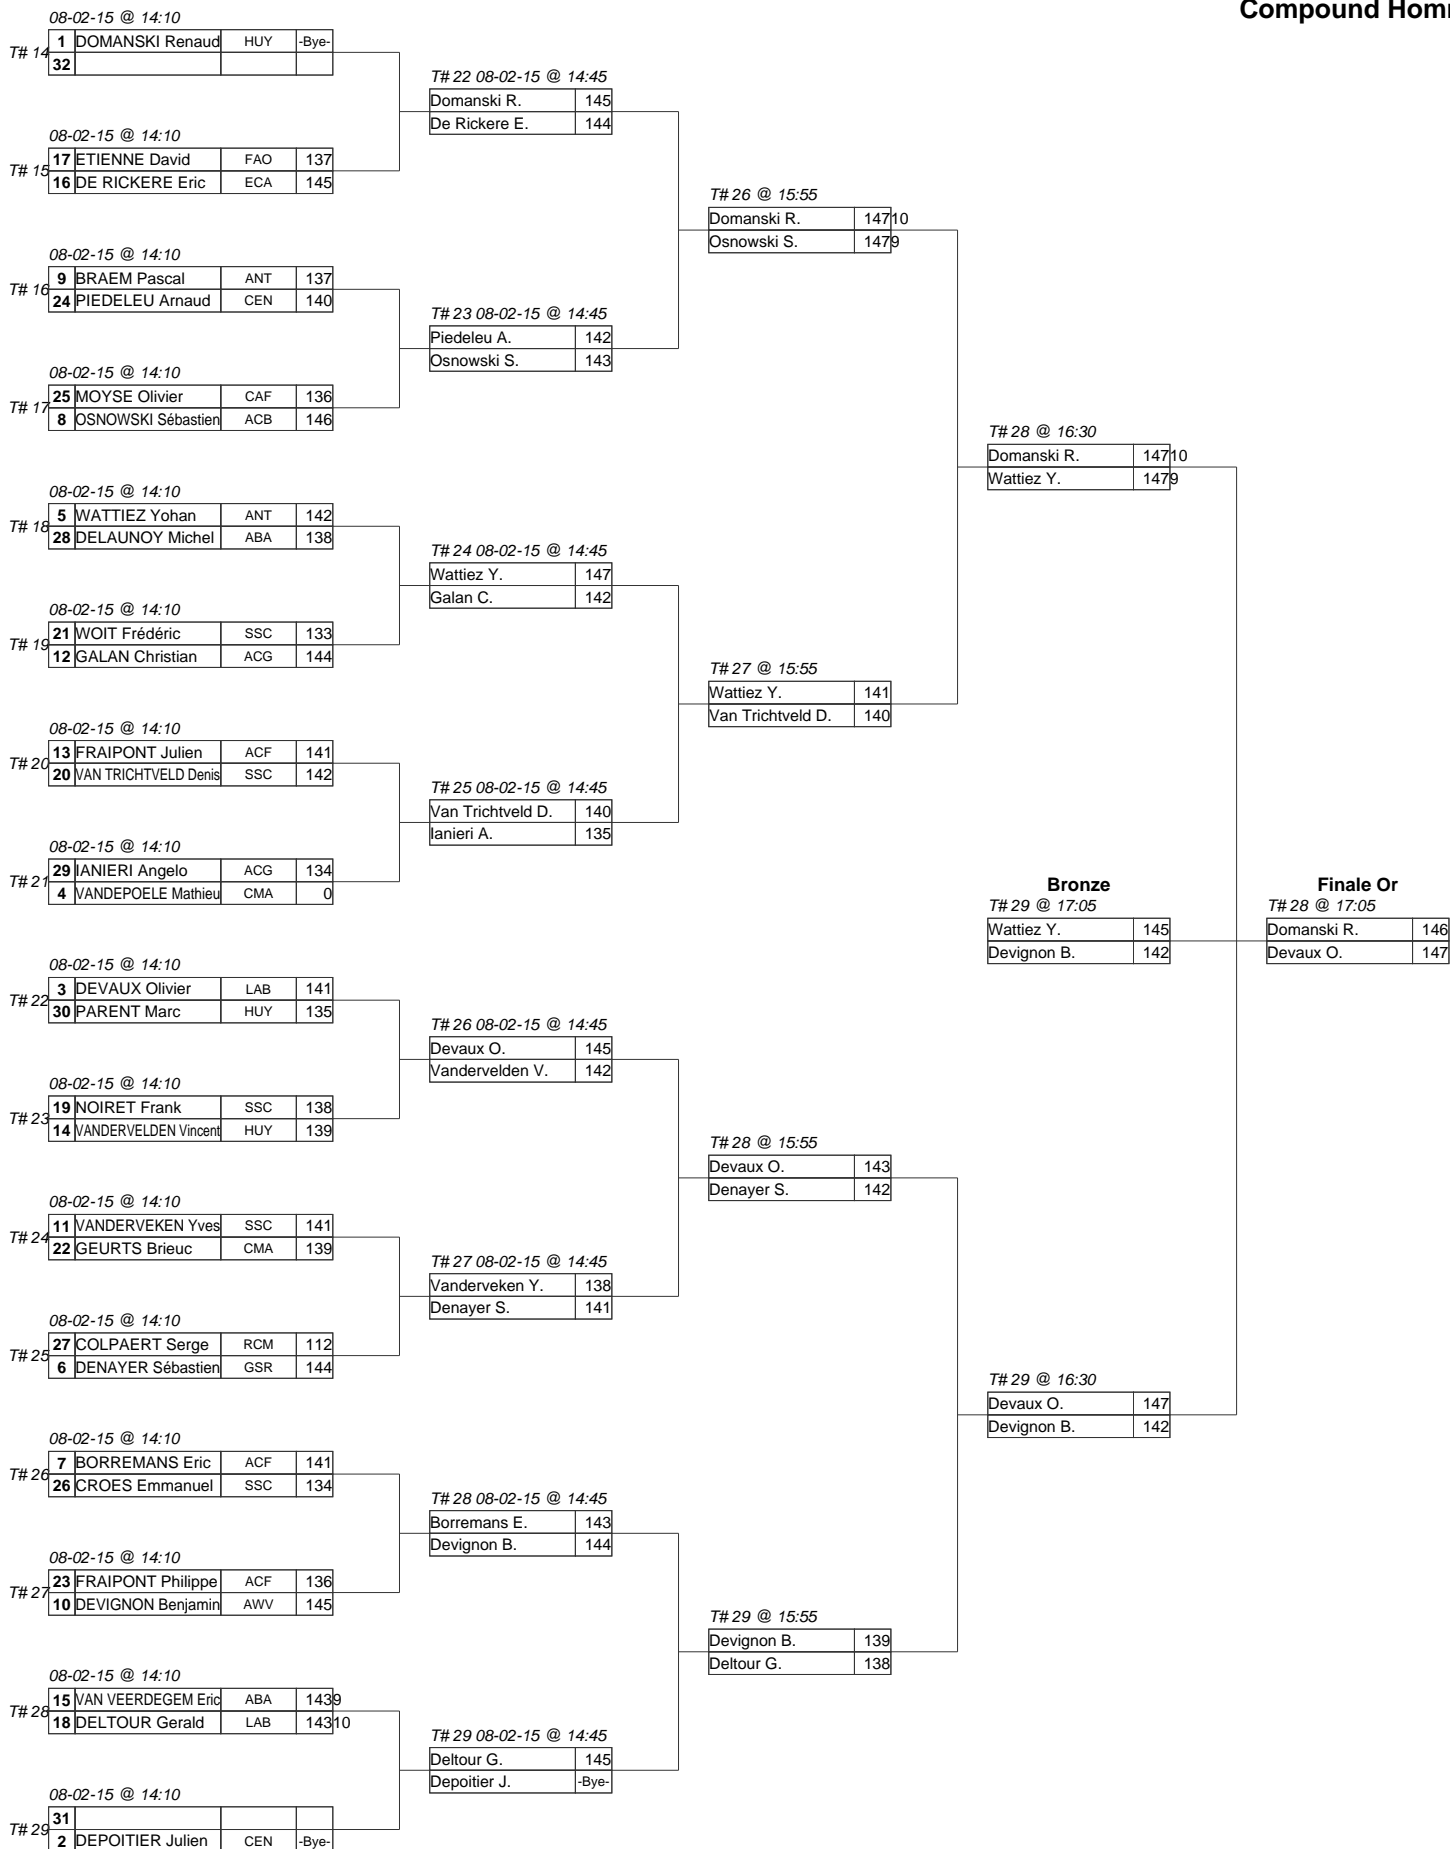 Compound Hom
08-02-15 @ 14:10
T# 14
1 DOMANSKI Renaud HUY -Bye-
32
08-02-15 @ 14:10
T# 15
17 ETIENNE David FAO 137
16 DE RICKERE Eric ECA 145
08-02-15 @ 14:10
T# 16
9 BRAEM Pascal ANT 137
24 PIEDELEU Arnaud CEN 140
08-02-15 @ 14:10
T# 17
25 MOYSE Olivier CAF 136
8 OSNOWSKI Sébastien ACB 146
08-02-15 @ 14:10
T# 18
5 WATTIEZ Yohan ANT 142
28 DELAUNOY Michel ABA 138
08-02-15 @ 14:10
T# 19
21 WOIT Frédéric SSC 133
12 GALAN Christian ACG 144
08-02-15 @ 14:10
T# 20
13 FRAIPONT Julien ACF 141
20 VAN TRICHTVELD Denis SSC 142
08-02-15 @ 14:10
T# 21
29 IANIERI Angelo ACG 134
4 VANDEPOELE Mathieu CMA 0
08-02-15 @ 14:10
T# 22
3 DEVAUX Olivier LAB 141
30 PARENT Marc HUY 135
08-02-15 @ 14:10
T# 23
19 NOIRET Frank SSC 138
14 VANDERVELDEN Vincent HUY 139
08-02-15 @ 14:10
T# 24
11 VANDERVEKEN Yves SSC 141
22 GEURTS Brieuc CMA 139
08-02-15 @ 14:10
T# 25
27 COLPAERT Serge RCM 112
6 DENAYER Sébastien GSR 144
08-02-15 @ 14:10
T# 26
7 BORREMANS Eric ACF 141
26 CROES Emmanuel SSC 134
08-02-15 @ 14:10
T# 27
23 FRAIPONT Philippe ACF 136
10 DEVIGNON Benjamin AWV 145
08-02-15 @ 14:10
T# 28
15 VAN VEERDEGEM Eric ABA 143 9
18 DELTOUR Gerald LAB 143 10
08-02-15 @ 14:10
T# 29
31
2 DEPOITIER Julien CEN -Bye-
T# 22 08-02-15 @ 14:45
Domanski R. 145
De Rickere E. 144
T# 23 08-02-15 @ 14:45
Piedeleu A. 142
Osnowski S. 143
T# 24 08-02-15 @ 14:45
Wattiez Y. 147
Galan C. 142
T# 25 08-02-15 @ 14:45
Van Trichtveld D. 140
Ianieri A. 135
T# 26 08-02-15 @ 14:45
Devaux O. 145
Vandervelden V. 142
T# 27 08-02-15 @ 14:45
Vanderveken Y. 138
Denayer S. 141
T# 28 08-02-15 @ 14:45
Borremans E. 143
Devignon B. 144
T# 29 08-02-15 @ 14:45
Deltour G. 145
Depoitier J. -Bye-
T# 26 @ 15:55
Domanski R. 147 10
Osnowski S. 147 9
T# 27 @ 15:55
Wattiez Y. 141
Van Trichtveld D. 140
T# 28 @ 15:55
Devaux O. 143
Denayer S. 142
T# 29 @ 15:55
Devignon B. 139
Deltour G. 138
T# 28 @ 16:30
Domanski R. 147 10
Wattiez Y. 147 9
T# 29 @ 16:30
Devaux O. 147
Devignon B. 142
Bronze
T# 29 @ 17:05
Wattiez Y. 145
Devignon B. 142
Finale Or
T# 28 @ 17:05
Domanski R. 146
Devaux O. 147